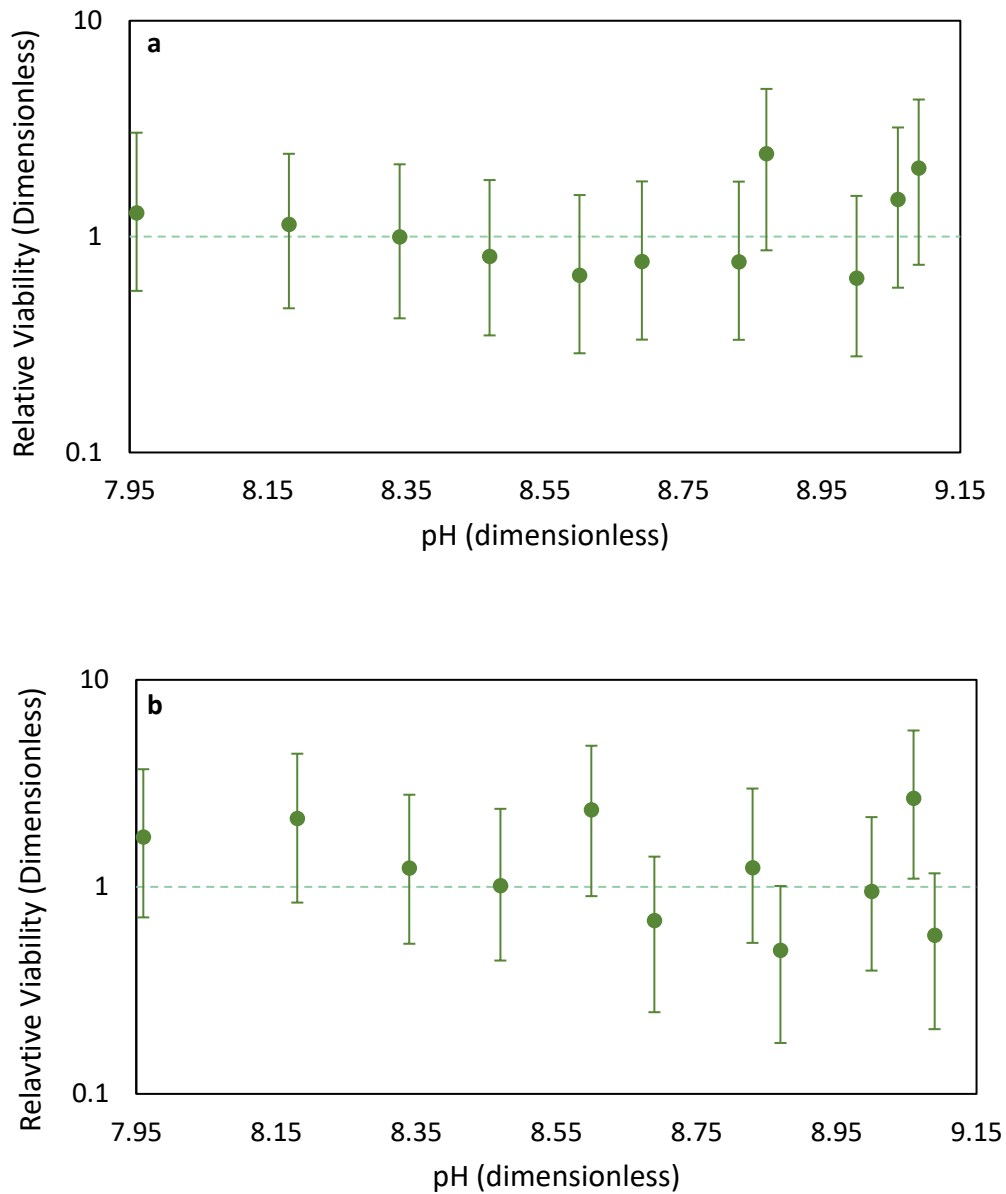 a
Relative Viability (Dimensionless)
10
1
0.1
7.95 8.15 8.35 8.55 8.75 8.95 9.15
pH (dimensionless)
b
Relavtive Viability (Dimensionless)
10
1
0.1
7.95 8.15 8.35 8.55 8.75 8.95 9.15
pH (dimensionless)